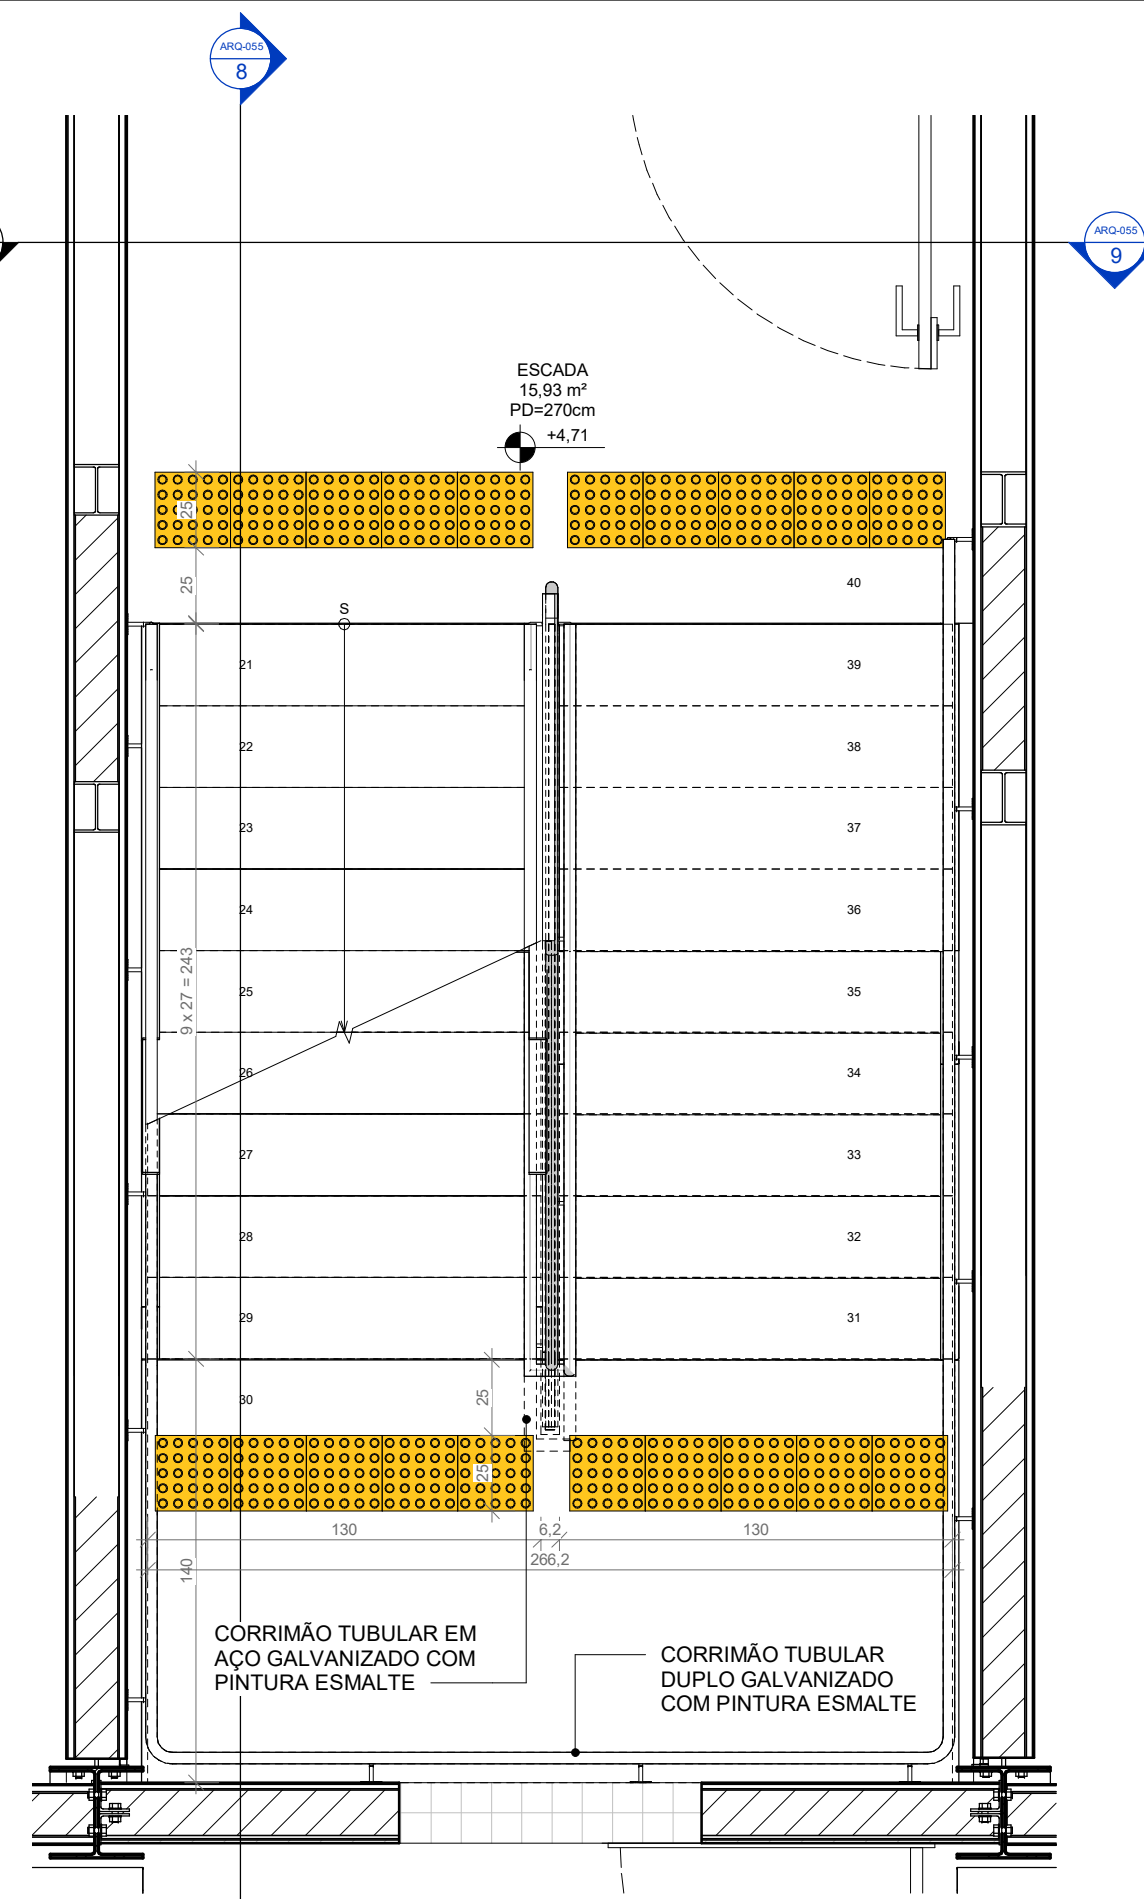 ARQ-055
8
ARQ-055
9
ESCADA
15,93 m²
PD=270cm
+4,71
25
25
40
S
21
39
22
38
23
37
24
36
9 x 27 = 243
25
35
26
34
27
33
28
32
29
31
30
25
25
130
6,2
130
266,2
140
CORRIMÃO TUBULAR EM
AÇO GALVANIZADO COM
PINTURA ESMALTE
CORRIMÃO TUBULAR
DUPLO GALVANIZADO
COM PINTURA ESMALTE